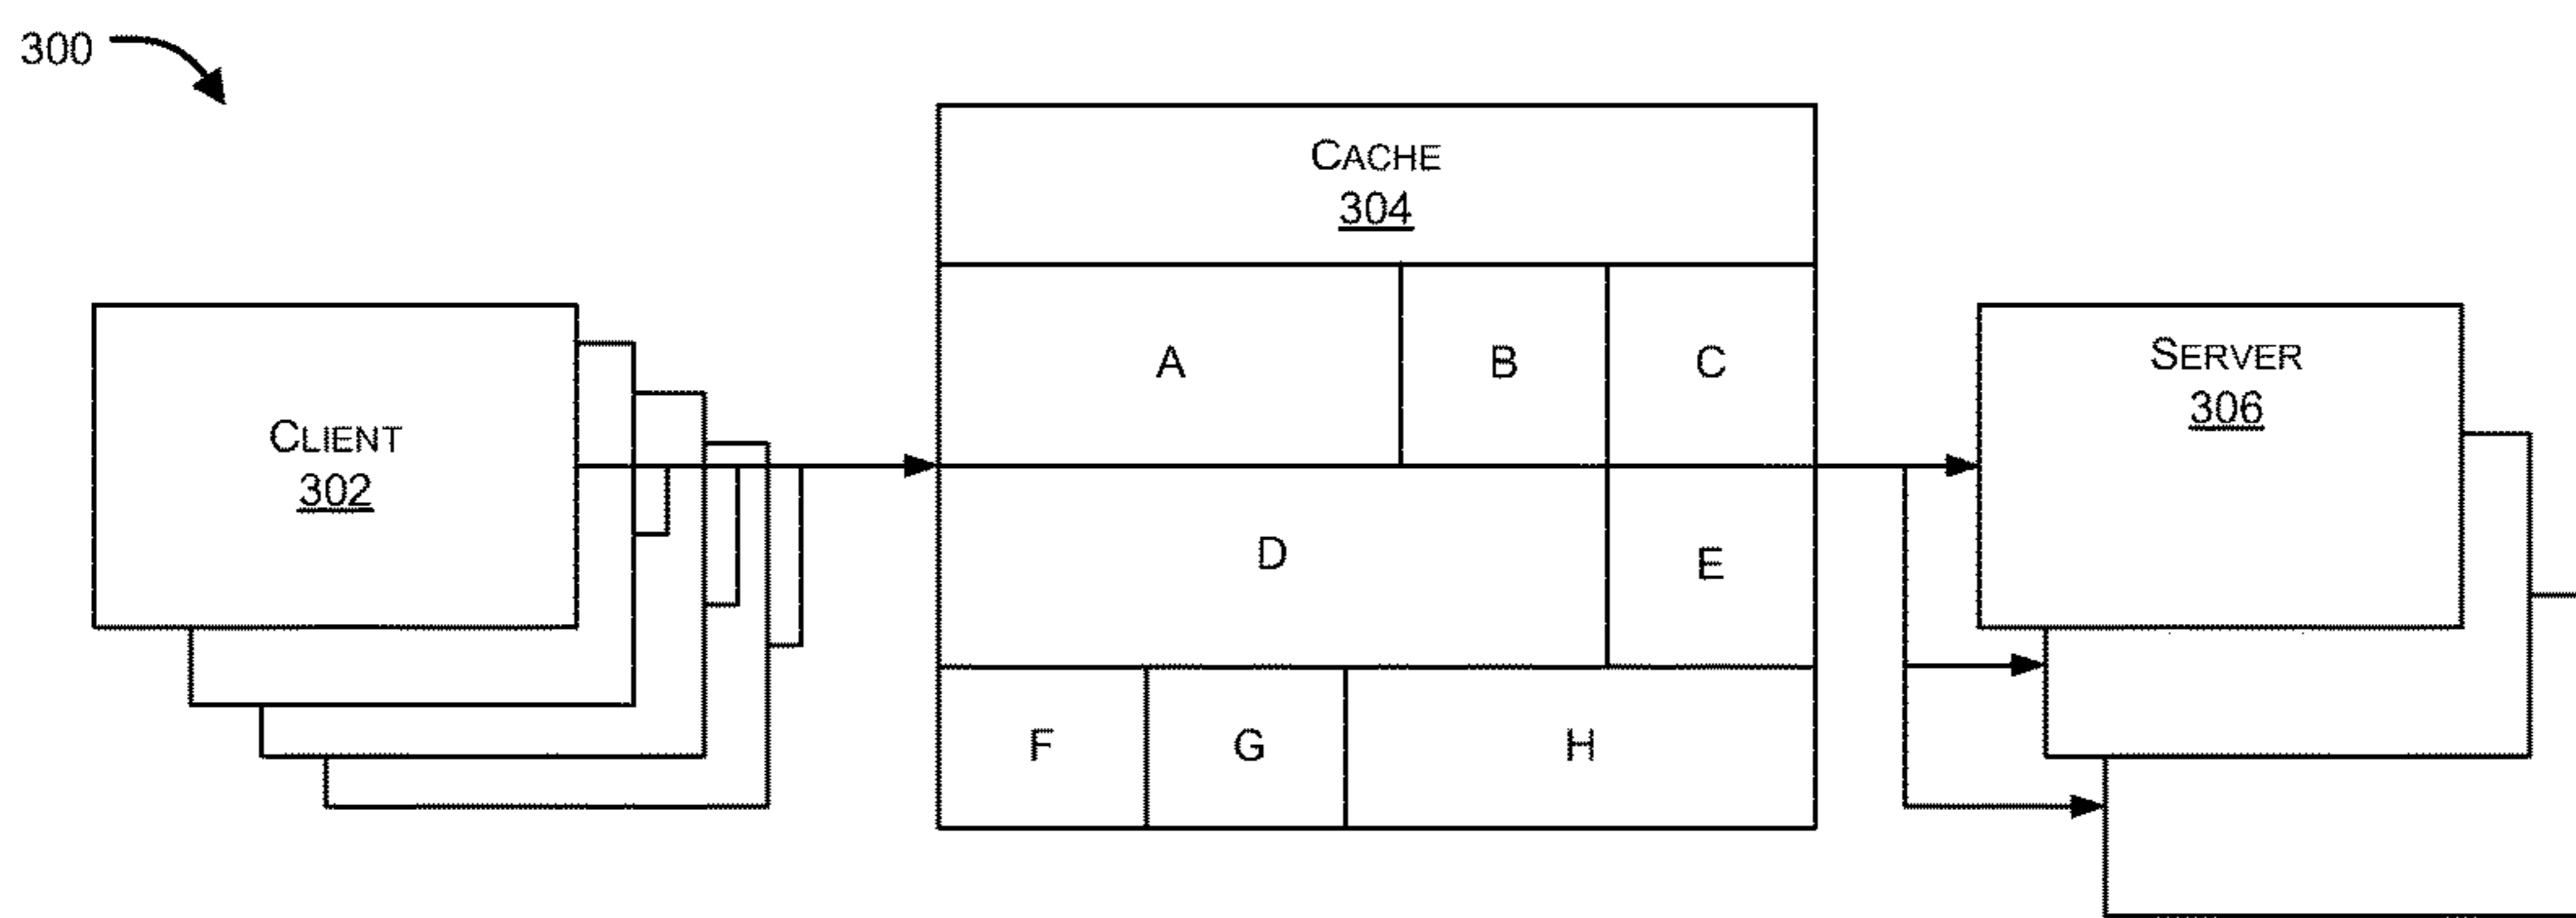 300
CACHE
304
A B C
CLIENT
302
SERVER
306
D E
F G H